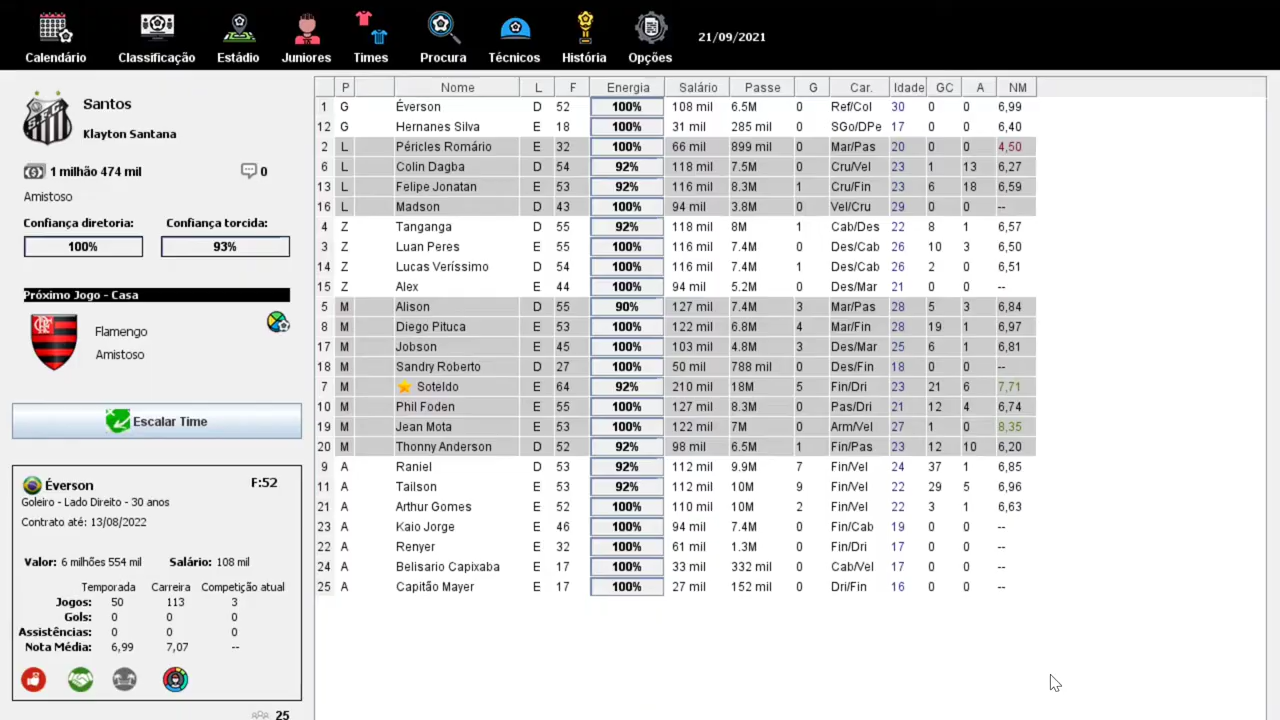 Calendário Classificação Estádio Juniores Times Procura Técnicos História Opções 21/09/2021
Santos
Klayton Santana
1 milhão 474 mil 0
Amistoso
Confiança diretoria: Confiança torcida:
100% 93%
Próximo Jogo - Casa
Flamengo
Amistoso
Escalar Time
Éverson F:52
Goleiro - Lado Direito - 30 anos
Contrato até: 13/08/2022
Valor: 6 milhões 554 mil Salário: 108 mil
Temporada Carreira Competição atual
Jogos: 50 113 3
Gols: 0 0 0
Assistências: 0 0 0
Nota Média: 6,99 7,07 --
25
P Nome L F Energia Salário Passe G Car. Idade GC A NM
1 G Éverson D 52 100% 108 mil 6.5M 0 Ref/Col 30 0 0 6,99
12 G Hernanes Silva E 18 100% 31 mil 285 mil 0 SGo/DPe 17 0 0 6,40
2 L Péricles Romário E 32 100% 66 mil 899 mil 0 Mar/Pas 20 0 0 4,50
6 L Colin Dagba D 54 92% 118 mil 7.5M 0 Cru/Vel 23 1 13 6,27
13 L Felipe Jonatan E 53 92% 116 mil 8.3M 1 Cru/Fin 23 6 18 6,59
16 L Madson D 43 100% 94 mil 3.8M 0 Vel/Cru 29 0 0 --
4 Z Tanganga D 55 92% 118 mil 8M 1 Cab/Des 22 8 1 6,57
3 Z Luan Peres E 55 100% 116 mil 7.4M 0 Des/Cab 26 10 3 6,50
14 Z Lucas Veríssimo D 54 100% 116 mil 7.4M 1 Des/Cab 26 2 0 6,51
15 Z Alex E 44 100% 94 mil 5.2M 0 Des/Mar 21 0 0 --
5 M Alison D 55 90% 127 mil 7.4M 3 Mar/Pas 28 5 3 6,84
8 M Diego Pituca E 53 100% 122 mil 6.8M 4 Mar/Fin 28 19 1 6,97
17 M Jobson E 45 100% 103 mil 4.8M 3 Des/Mar 25 6 1 6,81
18 M Sandry Roberto D 27 100% 50 mil 788 mil 0 Des/Fin 18 0 0 --
7 M Soteldo E 64 92% 210 mil 18M 5 Fin/Dri 23 21 6 7,71
10 M Phil Foden E 55 100% 127 mil 8.3M 0 Pas/Dri 21 12 4 6,74
19 M Jean Mota E 53 100% 122 mil 7M 0 Arm/Vel 27 1 0 8,35
20 M Thonny Anderson D 52 92% 98 mil 6.5M 1 Fin/Pas 23 12 10 6,20
9 A Raniel D 53 92% 112 mil 9.9M 7 Fin/Vel 24 37 1 6,85
11 A Tailson E 53 92% 112 mil 10M 9 Fin/Vel 22 29 5 6,96
21 A Arthur Gomes E 52 100% 110 mil 10M 2 Fin/Vel 22 3 1 6,63
23 A Kaio Jorge E 46 100% 94 mil 7.4M 0 Fin/Cab 19 0 0 --
22 A Renyer E 32 100% 61 mil 1.3M 0 Fin/Dri 17 0 0 --
24 A Belisario Capixaba E 17 100% 33 mil 332 mil 0 Cab/Vel 17 0 0 --
25 A Capitão Mayer E 17 100% 27 mil 152 mil 0 Dri/Fin 16 0 0 --